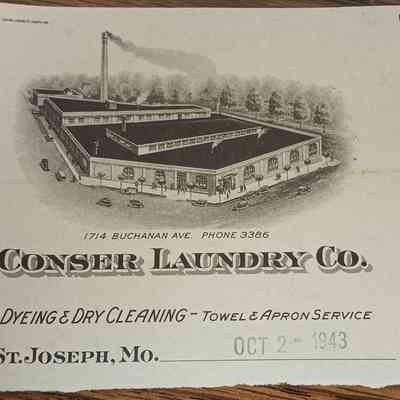 1714 BUCHANAN AVE. PHONE 3386
CONSER LAUNDRY CO.
DYEING & DRY CLEANING – TOWEL & APRON SERVICE
ST. JOSEPH, MO. OCT 2 - 1943